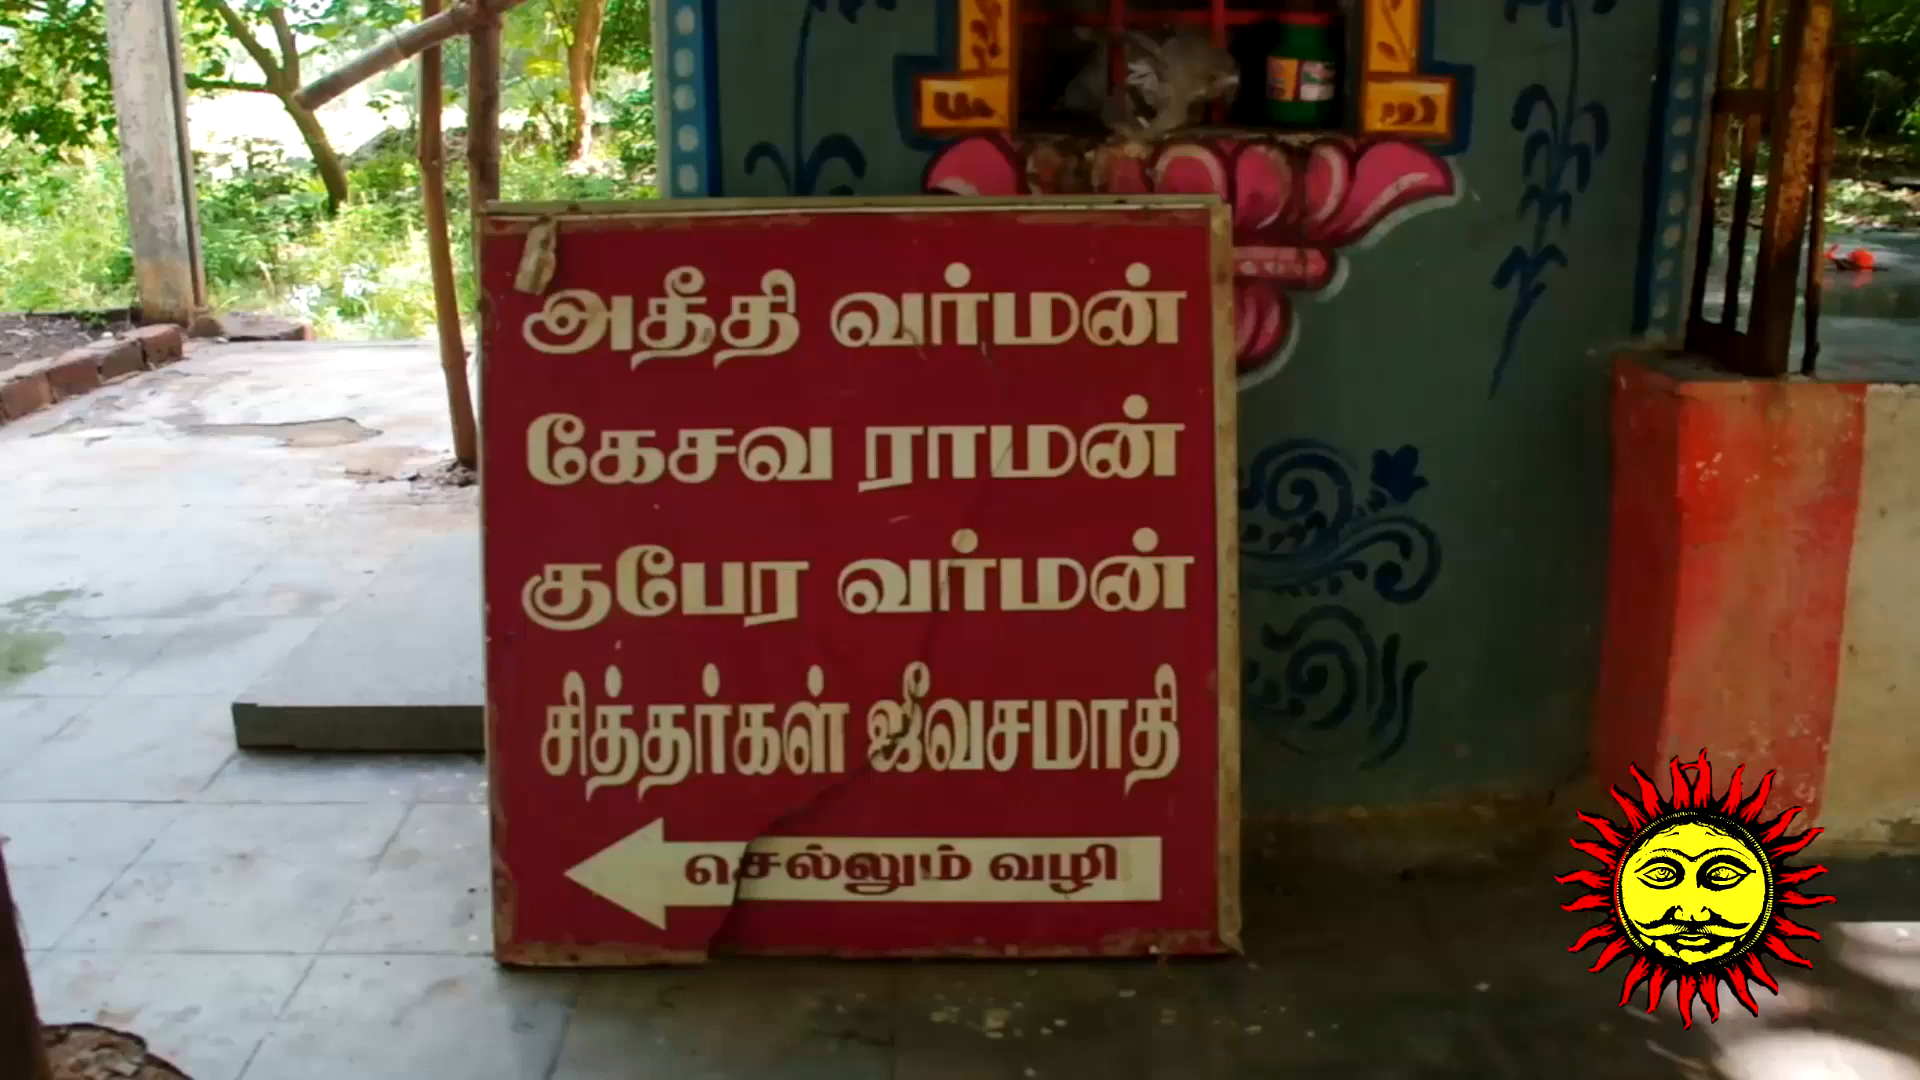 அதீதி வர்மன்
கேசவ ராமன்
குபேர வர்மன்
சித்தர்கள் ஜீவசமாதி
செல்லும் வழி